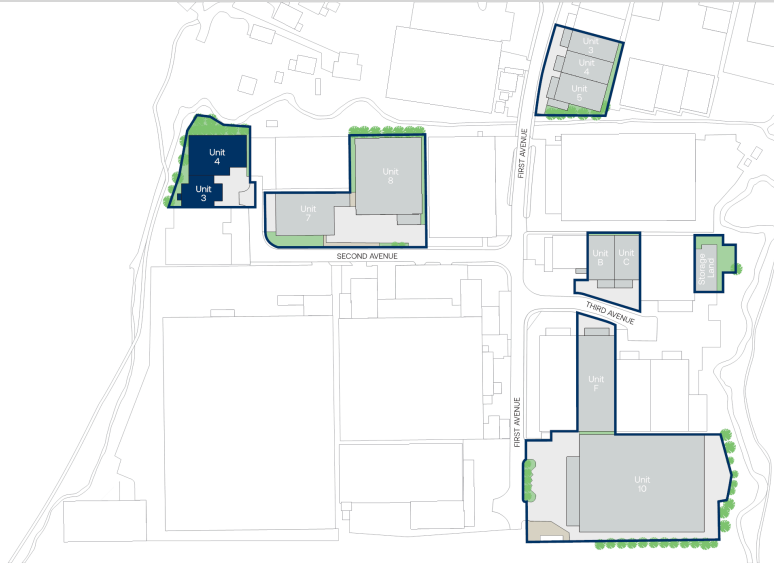 Unit
3
Unit
4
Unit
5
FIRST AVENUE
Unit
4
Unit
3
Unit
8
Unit
7
SECOND AVENUE
Unit
B
Unit
C
Storage
Land
THIRD AVENUE
Unit
F
FIRST AVENUE
Unit
10